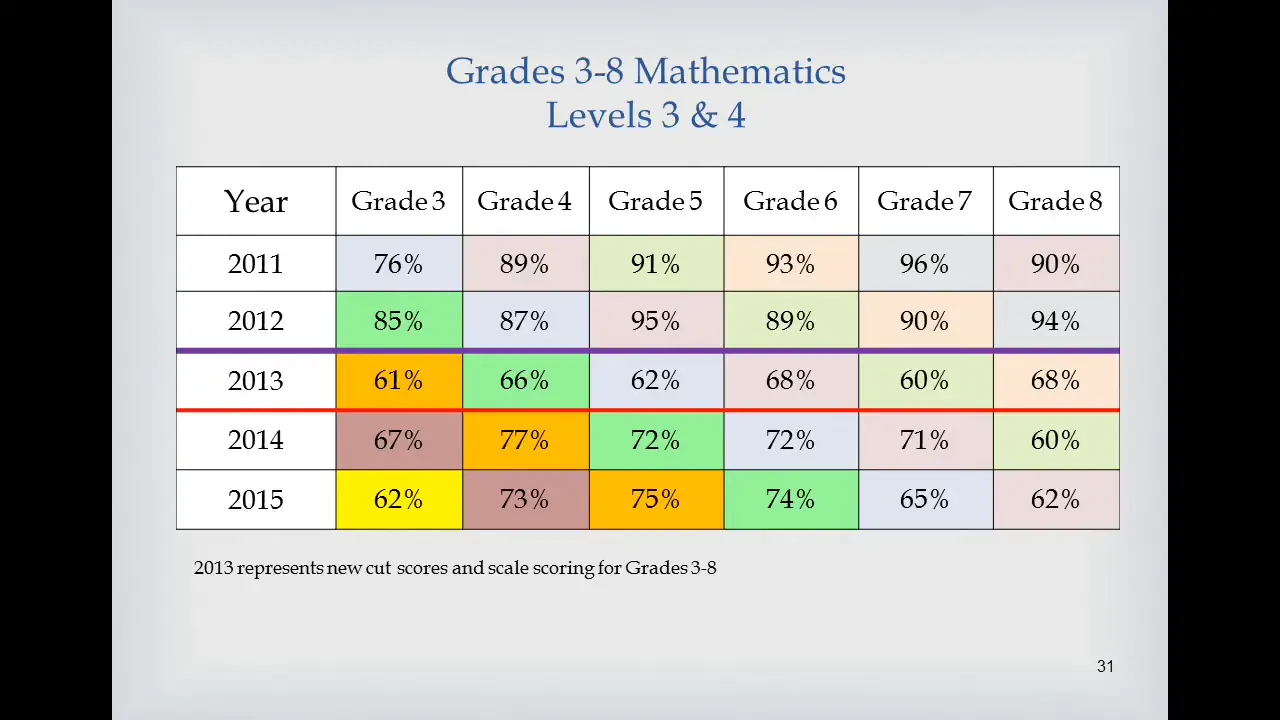 Grades 3-8 Mathematics
Levels 3 & 4
Year Grade 3 Grade 4 Grade 5 Grade 6 Grade 7 Grade 8
2011 76% 89% 91% 93% 96% 90%
2012 85% 87% 95% 89% 90% 94%
2013 61% 66% 62% 68% 60% 68%
2014 67% 77% 72% 72% 71% 60%
2015 62% 73% 75% 74% 65% 62%
2013 represents new cut scores and scale scoring for Grades 3-8
31